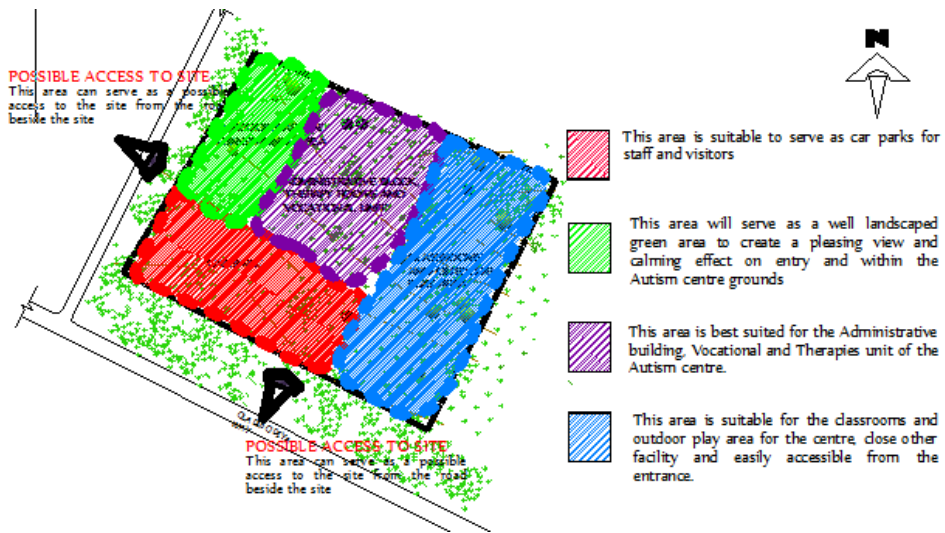 N
POSSIBLE ACCESS TO SITE
This area can serve as a possible
access to the site from the road
beside the site
This area is suitable to serve as car parks for
staff and visitors
This area will serve as a well landscaped
green area to create a pleasing view and
calming effect on entry and within the
Autism centre grounds
ADMINISTRATIVE BLOCK,
THERAPY ROOMS AND
VOCATIONAL UNIT
This area is best suited for the Administrative
building, Vocational and Therapies unit of the
Autism centre.
This area is suitable for the classrooms and
outdoor play area for the centre, close other
facility and easily accessible from the
entrance.
POSSIBLE ACCESS TO SITE
This area can serve as a possible
access to the site from the road
beside the site